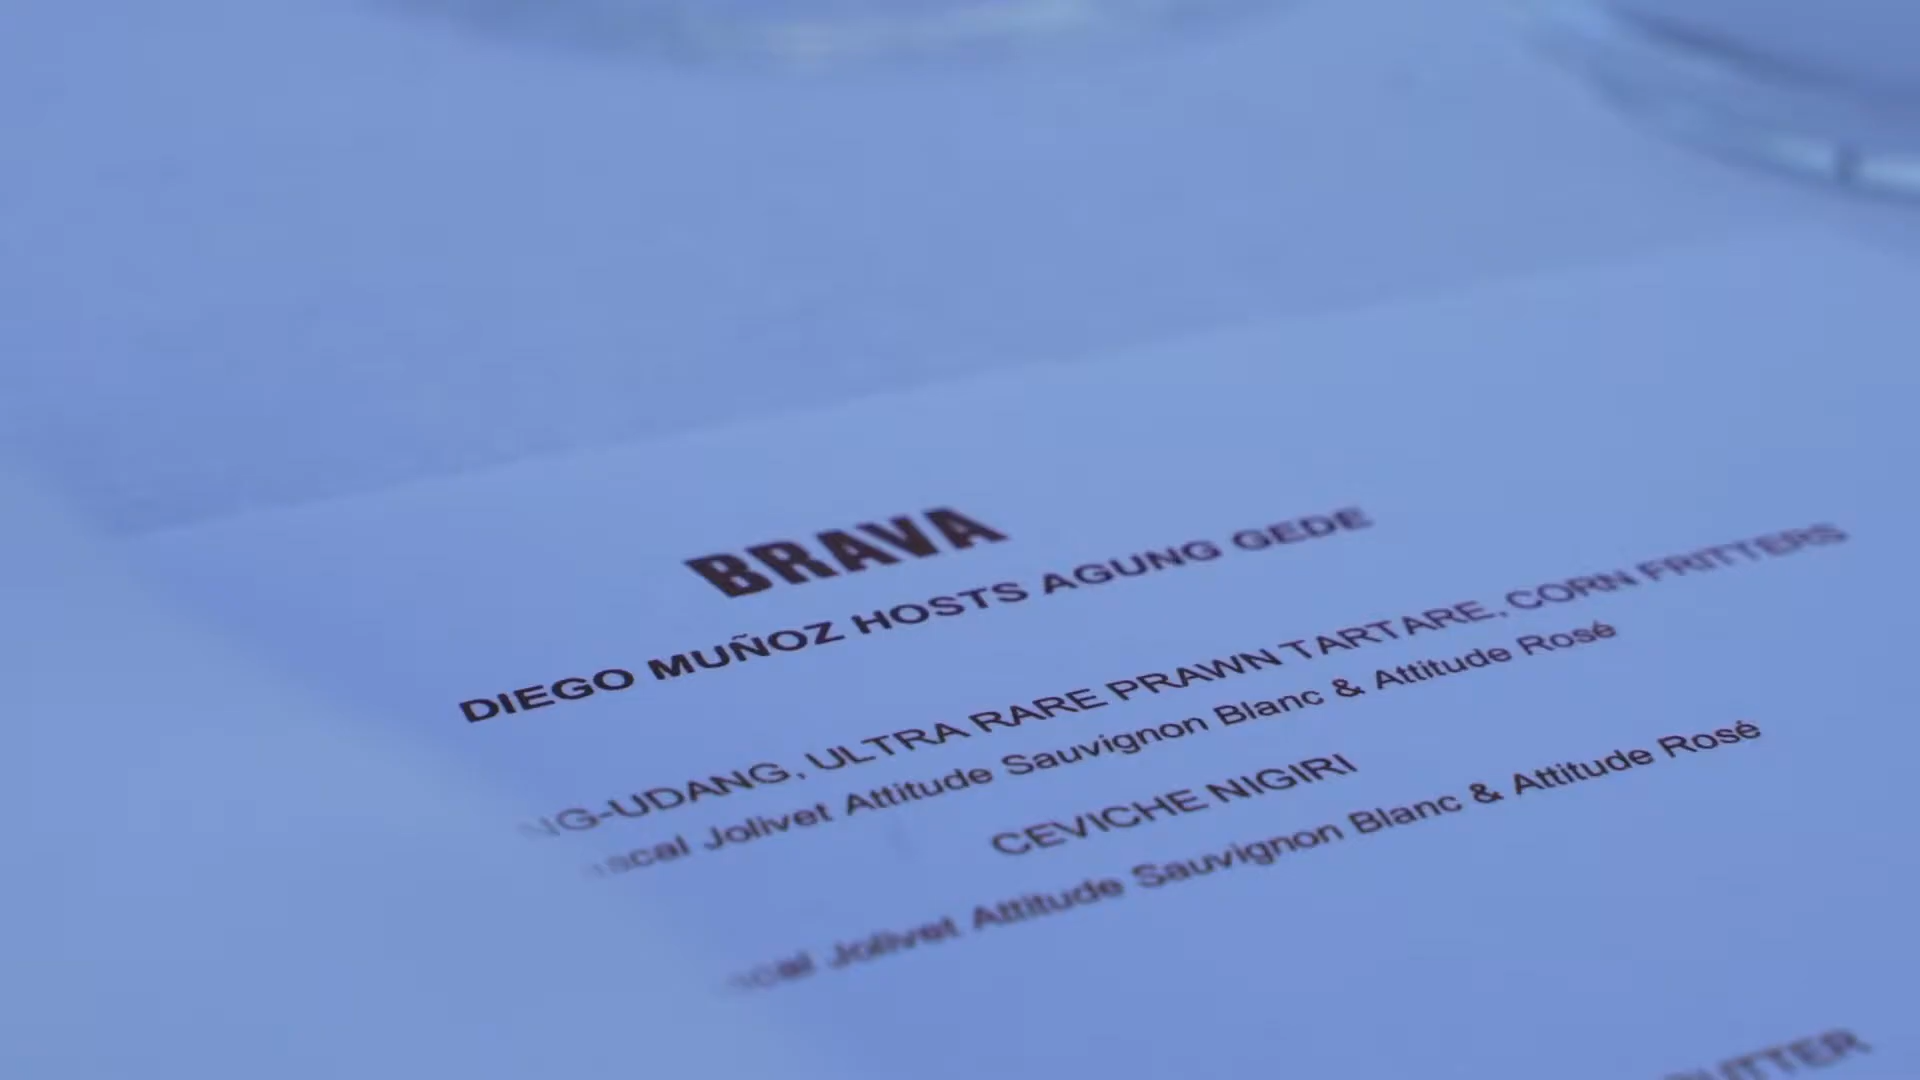 BRAVA
DIEGO MUÑOZ HOSTS AGUNG GEDE
NG-UDANG, ULTRA RARE PRAWN TARTARE, CORN FRITTERS
scal Jolivet Attitude Sauvignon Blanc & Attitude Rosé
CEVICHE NIGIRI
cal Jolivet Attitude Sauvignon Blanc & Attitude Rosé